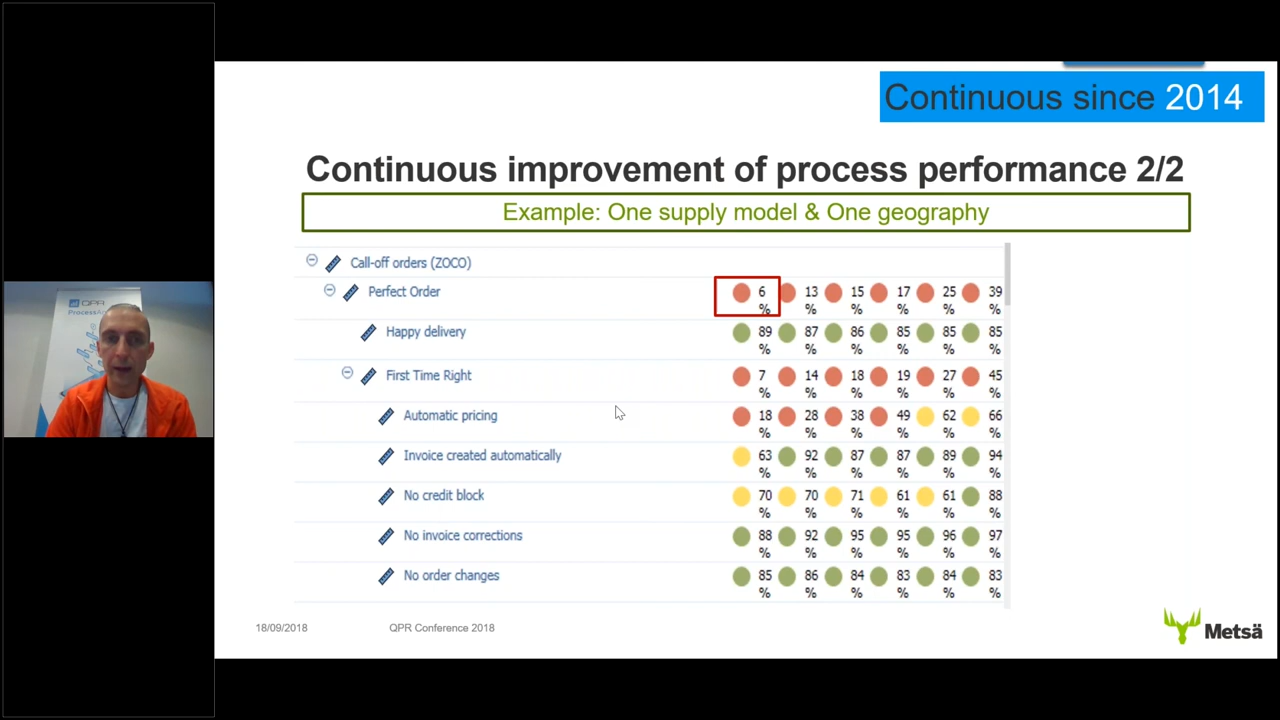 Continuous since 2014
Continuous improvement of process performance 2/2
Example: One supply model & One geography
Call-off orders (ZOCO)
Perfect Order 6 % 13 % 15 % 17 % 25 % 39 %
Happy delivery 89 % 87 % 86 % 85 % 85 % 85 %
First Time Right 7 % 14 % 18 % 19 % 27 % 45 %
Automatic pricing 18 % 28 % 38 % 49 % 62 % 66 %
Invoice created automatically 63 % 92 % 87 % 87 % 89 % 94 %
No credit block 70 % 70 % 71 % 61 % 61 % 88 %
No invoice corrections 88 % 92 % 95 % 95 % 96 % 97 %
No order changes 85 % 86 % 84 % 83 % 84 % 83 %
18/09/2018 QPR Conference 2018
Metsä
QPR